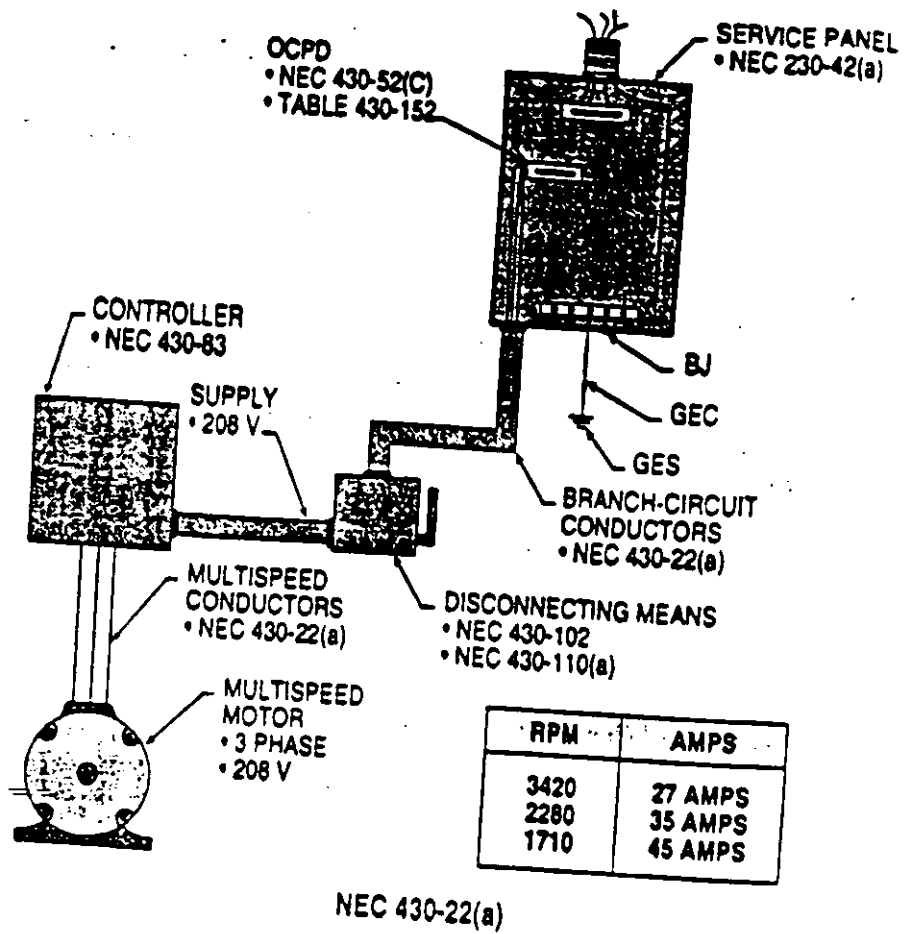 OCPD
• NEC 430-52(C)
• TABLE 430-152
SERVICE PANEL
• NEC 230-42(a)
CONTROLLER
• NEC 430-83
SUPPLY
• 208 V
BJ
GEC
GES
BRANCH-CIRCUIT
CONDUCTORS
• NEC 430-22(a)
MULTISPEED
CONDUCTORS
• NEC 430-22(a)
DISCONNECTING MEANS
• NEC 430-102
• NEC 430-110(a)
MULTISPEED
MOTOR
• 3 PHASE
• 208 V
RPM AMPS
3420 27 AMPS
2280 35 AMPS
1710 45 AMPS
NEC 430-22(a)